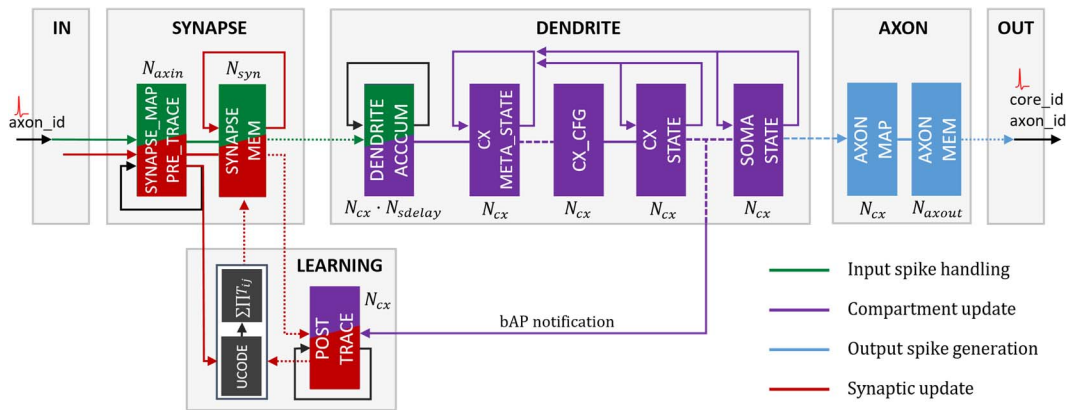 IN
SYNAPSE
DENDRITE
AXON
OUT
axon_id
N_axin
SYNAPSE_MAP
PRE_TRACE
N_syn
SYNAPSE
MEM
DENDRITE
ACCCUM
N_cx · N_sdelay
CX
META_STATE
N_cx
CX_CFG
N_cx
CX
STATE
N_cx
SOMA
STATE
N_cx
AXON
MAP
N_cx
AXON
MEM
N_axout
core_id
axon_id
LEARNING
ΣΠT_ij
UCODE
POST
TRACE
N_cx
bAP notification
Input spike handling
Compartment update
Output spike generation
Synaptic update